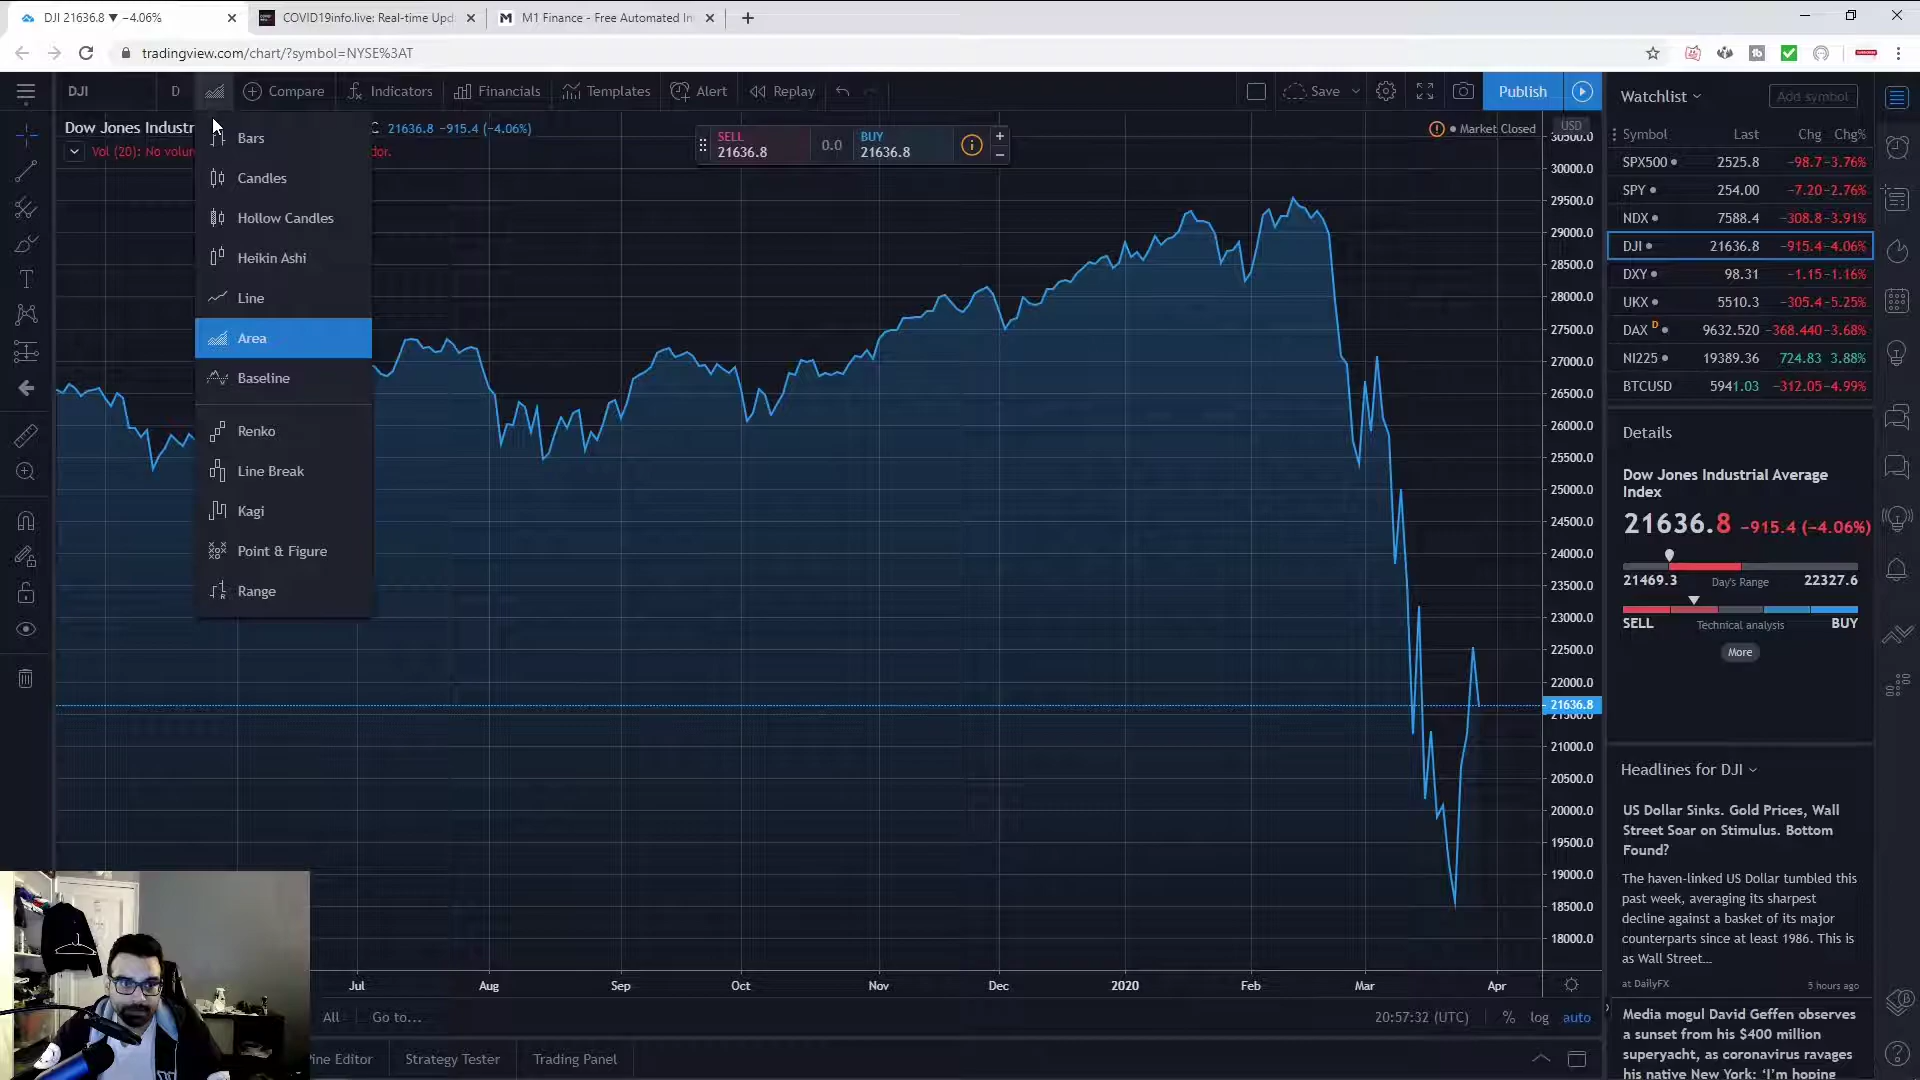 DJI 21636.8 ▼ −4.06%
COVID19info.live: Real-time Upd
M1 Finance - Free Automated In
tradingview.com/chart/?symbol=NYSE%3AT
DJI
D
Compare
Indicators
Financials
Templates
Alert
Replay
Save
Publish
Dow Jones Industr
C 21636.8 −915.4 (−4.06%)
Vol (20): No volun
dor.
SELL
21636.8
0.0
BUY
21636.8
Market Closed
USD
Bars
Candles
Hollow Candles
Heikin Ashi
Line
Area
Baseline
Renko
Line Break
Kagi
Point & Figure
Range
30500.0
30000.0
29500.0
29000.0
28500.0
28000.0
27500.0
27000.0
26500.0
26000.0
25500.0
25000.0
24500.0
24000.0
23500.0
23000.0
22500.0
22000.0
21636.8
21500.0
21000.0
20500.0
20000.0
19500.0
19000.0
18500.0
18000.0
Jul
Aug
Sep
Oct
Nov
Dec
2020
Feb
Mar
Apr
All
Go to...
20:57:32 (UTC)
%
log
auto
ine Editor
Strategy Tester
Trading Panel
Watchlist
Add symbol
Symbol Last Chg Chg%
SPX500 2525.8 −98.7 −3.76%
SPY 254.00 −7.20 −2.76%
NDX 7588.4 −308.8 −3.91%
DJI 21636.8 −915.4 −4.06%
DXY 98.31 −1.15 −1.16%
UKX 5510.3 −305.4 −5.25%
DAX D 9632.520 −368.440 −3.68%
NI225 19389.36 724.83 3.88%
BTCUSD 5941.03 −312.05 −4.99%
Details
Dow Jones Industrial Average
Index
21636.8 −915.4 (−4.06%)
21469.3 Day's Range 22327.6
SELL Technical analysis BUY
More
Headlines for DJI
US Dollar Sinks. Gold Prices, Wall
Street Soar on Stimulus. Bottom
Found?
The haven-linked US Dollar tumbled this
past week, averaging its sharpest
decline against a basket of its major
counterparts since at least 1986. This is
as Wall Street...
at DailyFX 5 hours ago
Media mogul David Geffen observes
a sunset from his $400 million
superyacht, as coronavirus ravages
his native New York: 'I'm hoping